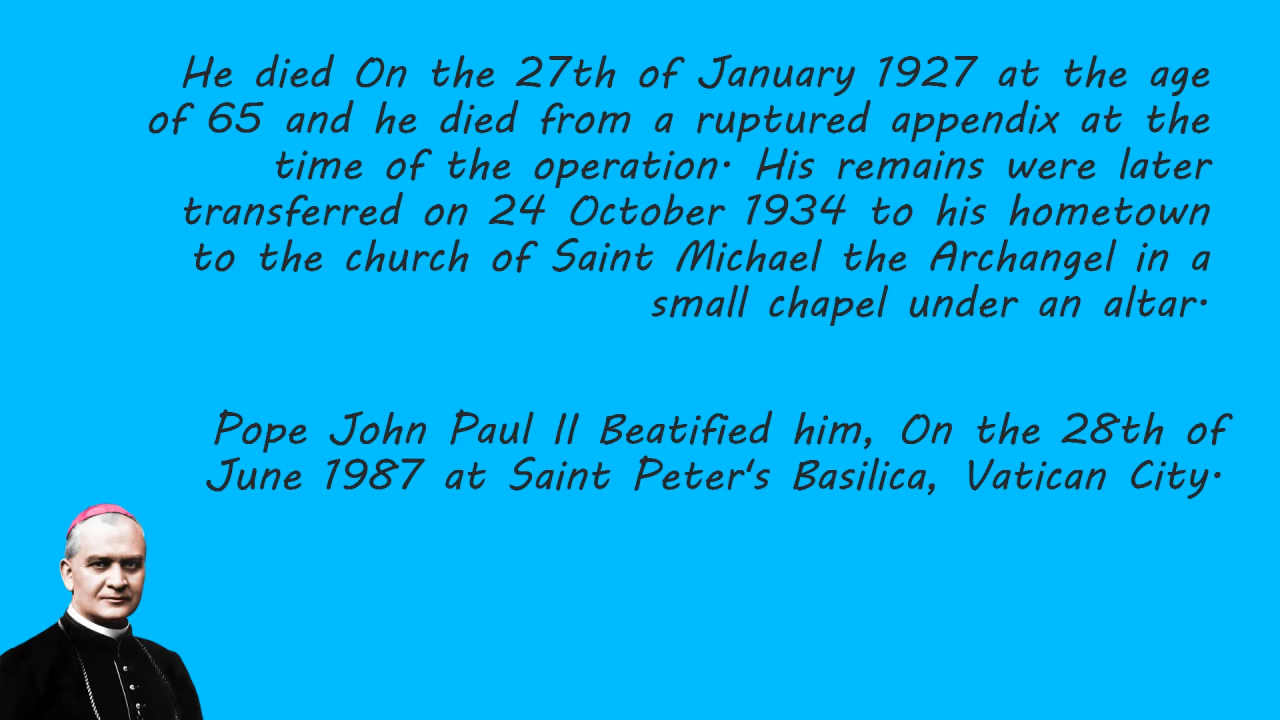 He died On the 27th of January 1927 at the age
of 65 and he died from a ruptured appendix at the
time of the operation. His remains were later
transferred on 24 October 1934 to his hometown
to the church of Saint Michael the Archangel in a
small chapel under an altar.
Pope John Paul II Beatified him, On the 28th of
June 1987 at Saint Peter's Basilica, Vatican City.